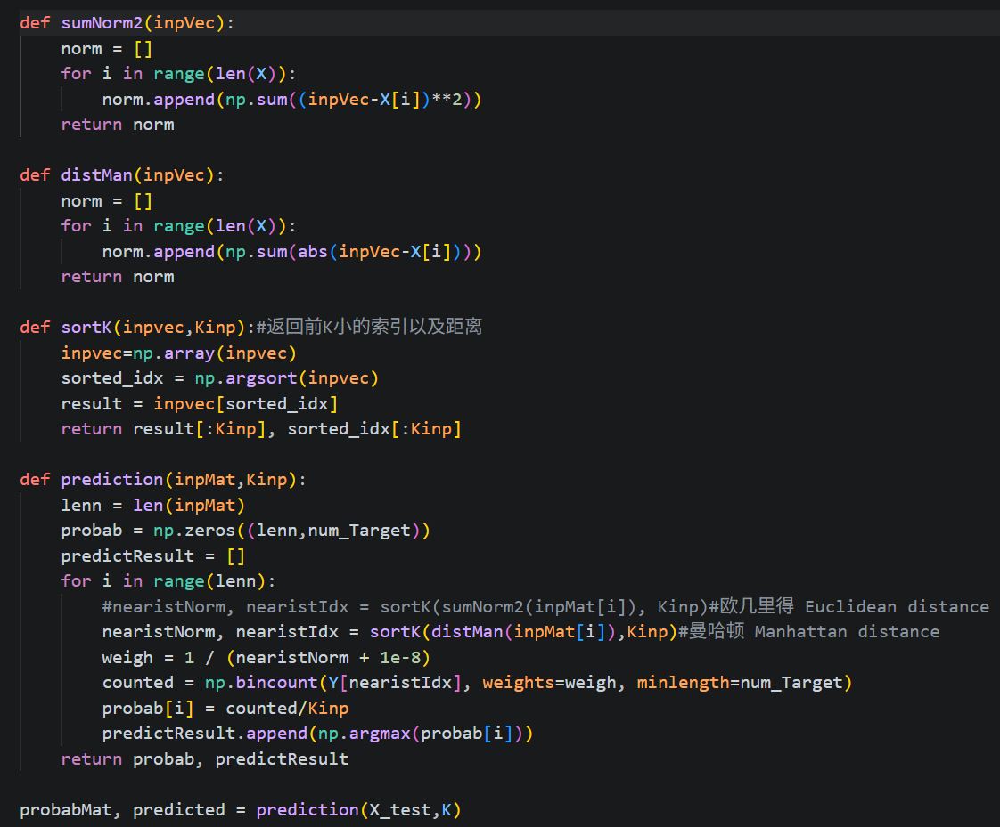 def sumNorm2(inpVec):
    norm = []
    for i in range(len(X)):
        norm.append(np.sum((inpVec-X[i])**2))
    return norm

def distMan(inpVec):
    norm = []
    for i in range(len(X)):
        norm.append(np.sum(abs(inpVec-X[i])))
    return norm

def sortK(inpvec,Kinp):#返回前K小的索引以及距离
    inpvec=np.array(inpvec)
    sorted_idx = np.argsort(inpvec)
    result = inpvec[sorted_idx]
    return result[:Kinp], sorted_idx[:Kinp]

def prediction(inpMat,Kinp):
    lenn = len(inpMat)
    probab = np.zeros((lenn,num_Target))
    predictResult = []
    for i in range(lenn):
        #nearistNorm, nearistIdx = sortK(sumNorm2(inpMat[i]), Kinp)#欧几里得 Euclidean distance
        nearistNorm, nearistIdx = sortK(distMan(inpMat[i]),Kinp)#曼哈顿 Manhattan distance
        weigh = 1 / (nearistNorm + 1e-8)
        counted = np.bincount(Y[nearistIdx], weights=weigh, minlength=num_Target)
        probab[i] = counted/Kinp
        predictResult.append(np.argmax(probab[i]))
    return probab, predictResult

probabMat, predicted = prediction(X_test,K)